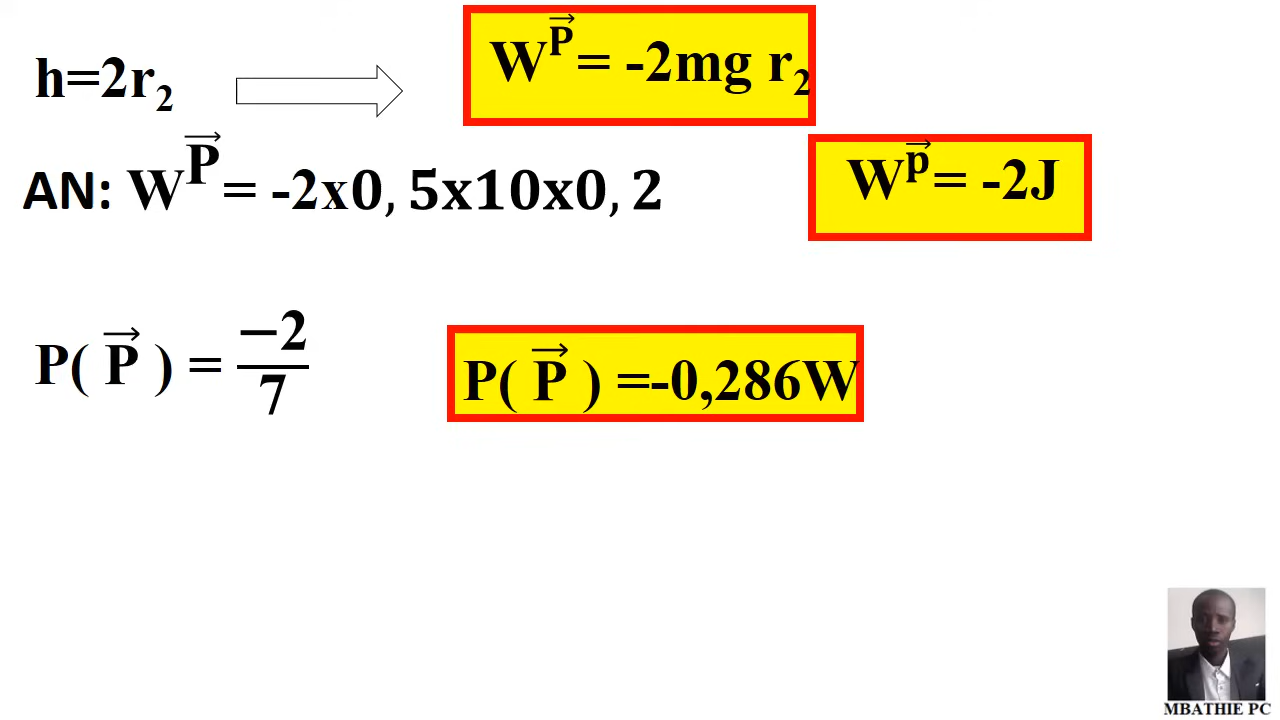 h=2r₂ W^P⃗ = -2mg r₂
AN: W^P⃗ = -2x0,5x10x0,2 W^p⃗ = -2J
P( P⃗ ) = −2/7 P( P⃗ ) =-0,286W
MBATHIE PC